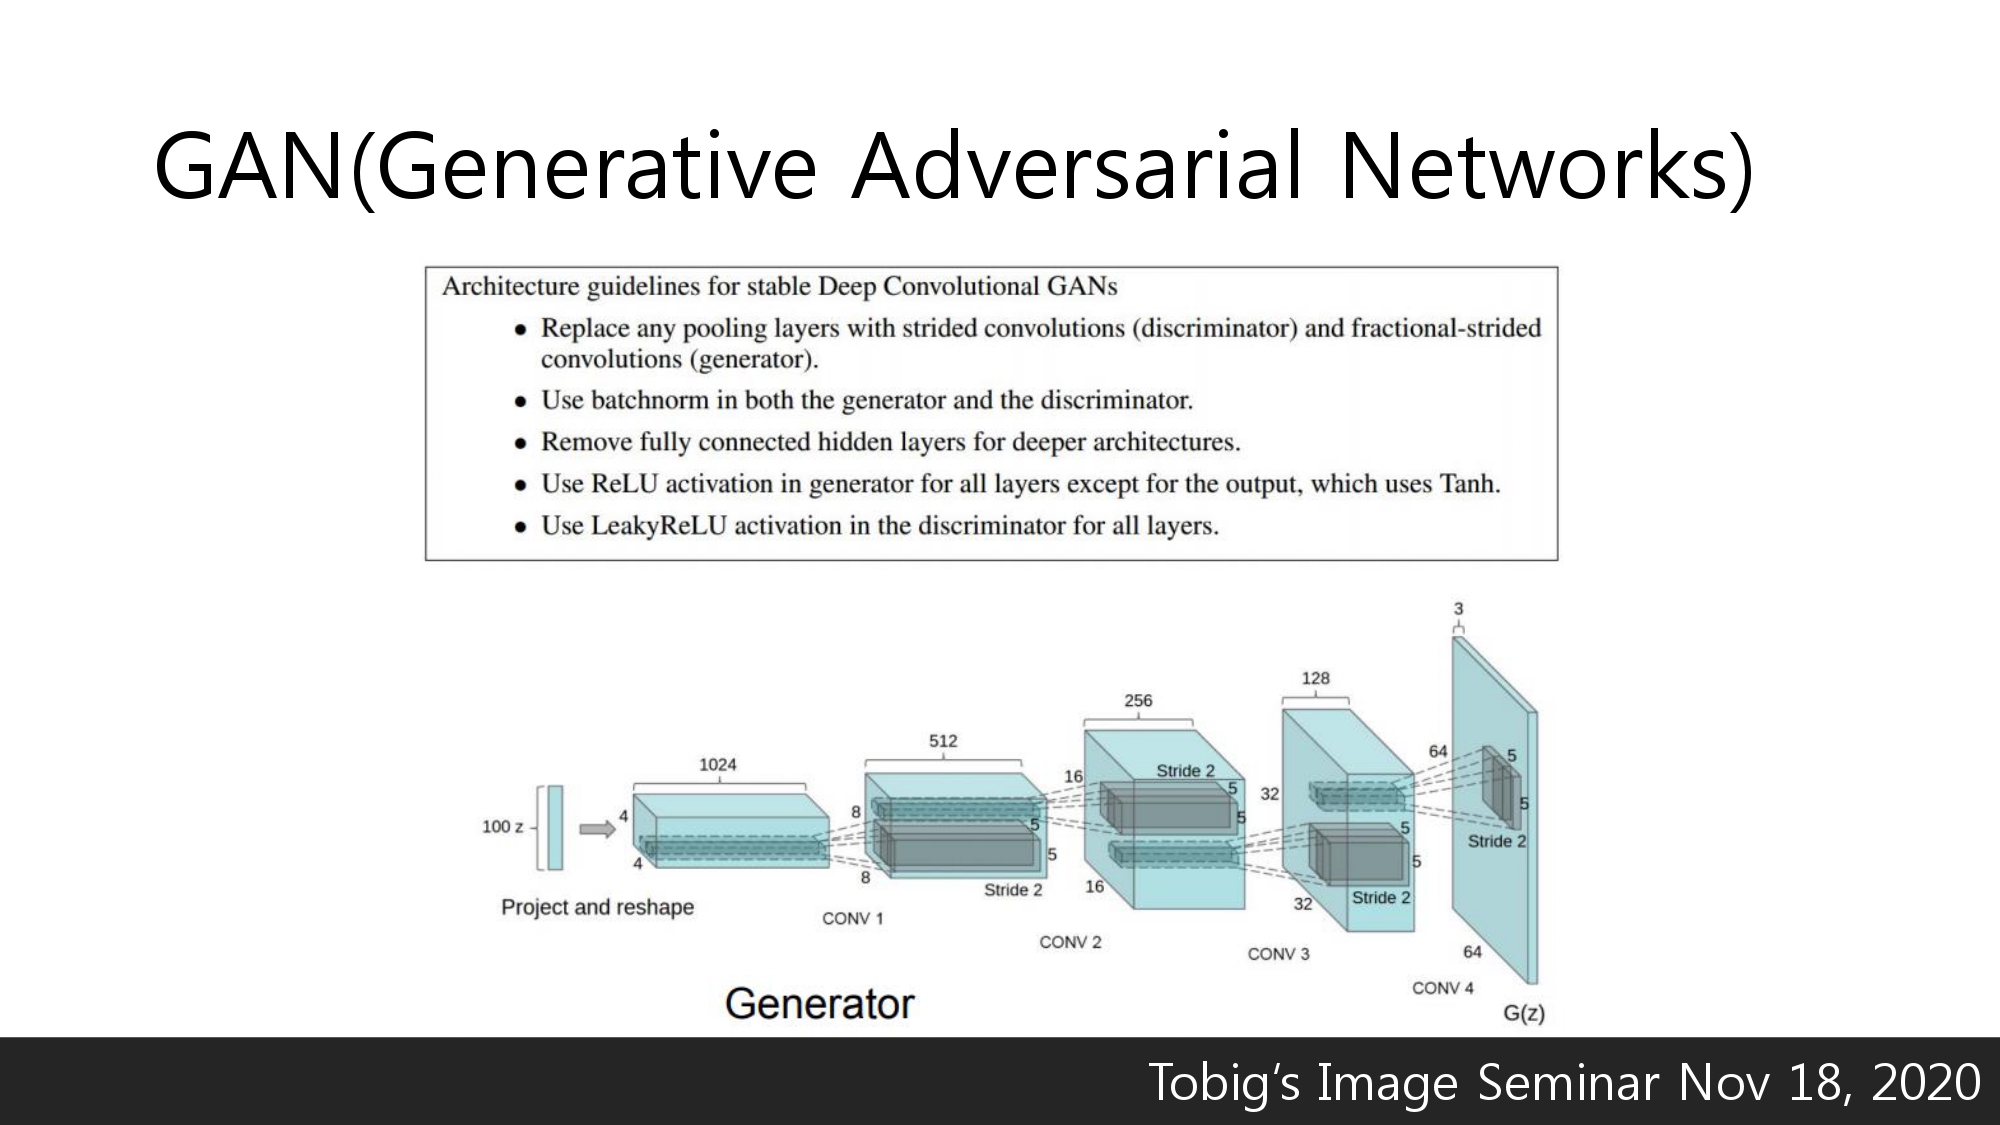 GAN(Generative Adversarial Networks)
Architecture guidelines for stable Deep Convolutional GANs
• Replace any pooling layers with strided convolutions (discriminator) and fractional-strided
convolutions (generator).
• Use batchnorm in both the generator and the discriminator.
• Remove fully connected hidden layers for deeper architectures.
• Use ReLU activation in generator for all layers except for the output, which uses Tanh.
• Use LeakyReLU activation in the discriminator for all layers.
100 z
Project and reshape
1024
4
4
512
8
8
5
5
Stride 2
CONV 1
256
16
16
Stride 2
5
5
CONV 2
128
32
32
5
5
Stride 2
CONV 3
3
64
64
5
5
Stride 2
CONV 4
G(z)
Generator
Tobig's Image Seminar Nov 18, 2020